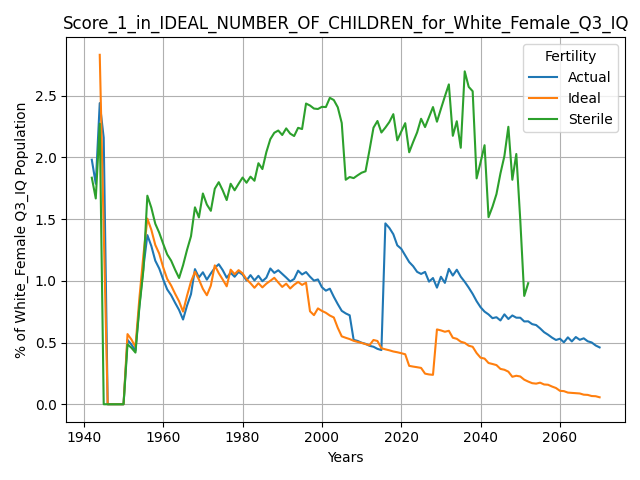 Score_1_in_IDEAL_NUMBER_OF_CHILDREN_for_White_Female_Q3_IQ
% of White_Female Q3_IQ Population
2.5
2.0
1.5
1.0
0.5
0.0
Fertility
Actual
Ideal
Sterile
1940 1960 1980 2000 2020 2040 2060
Years